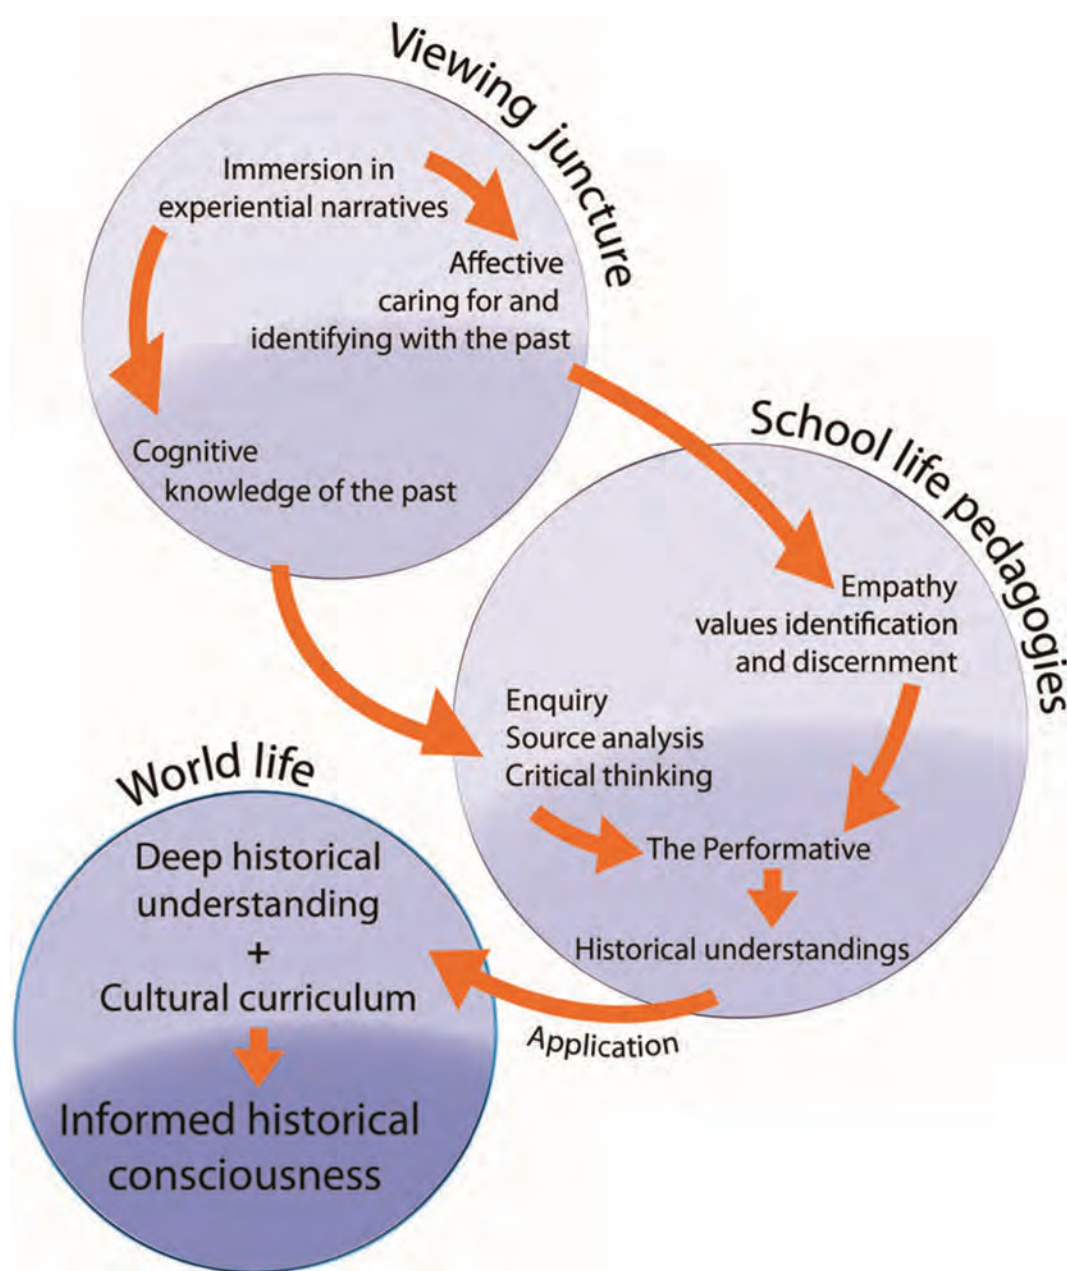 Viewing juncture
Immersion in
experiential narratives
Affective
caring for and
identifying with the past
Cognitive
knowledge of the past
School life pedagogies
Empathy
values identification
and discernment
Enquiry
Source analysis
Critical thinking
The Performative
Historical understandings
Application
World life
Deep historical
understanding
+
Cultural curriculum
Informed historical
consciousness